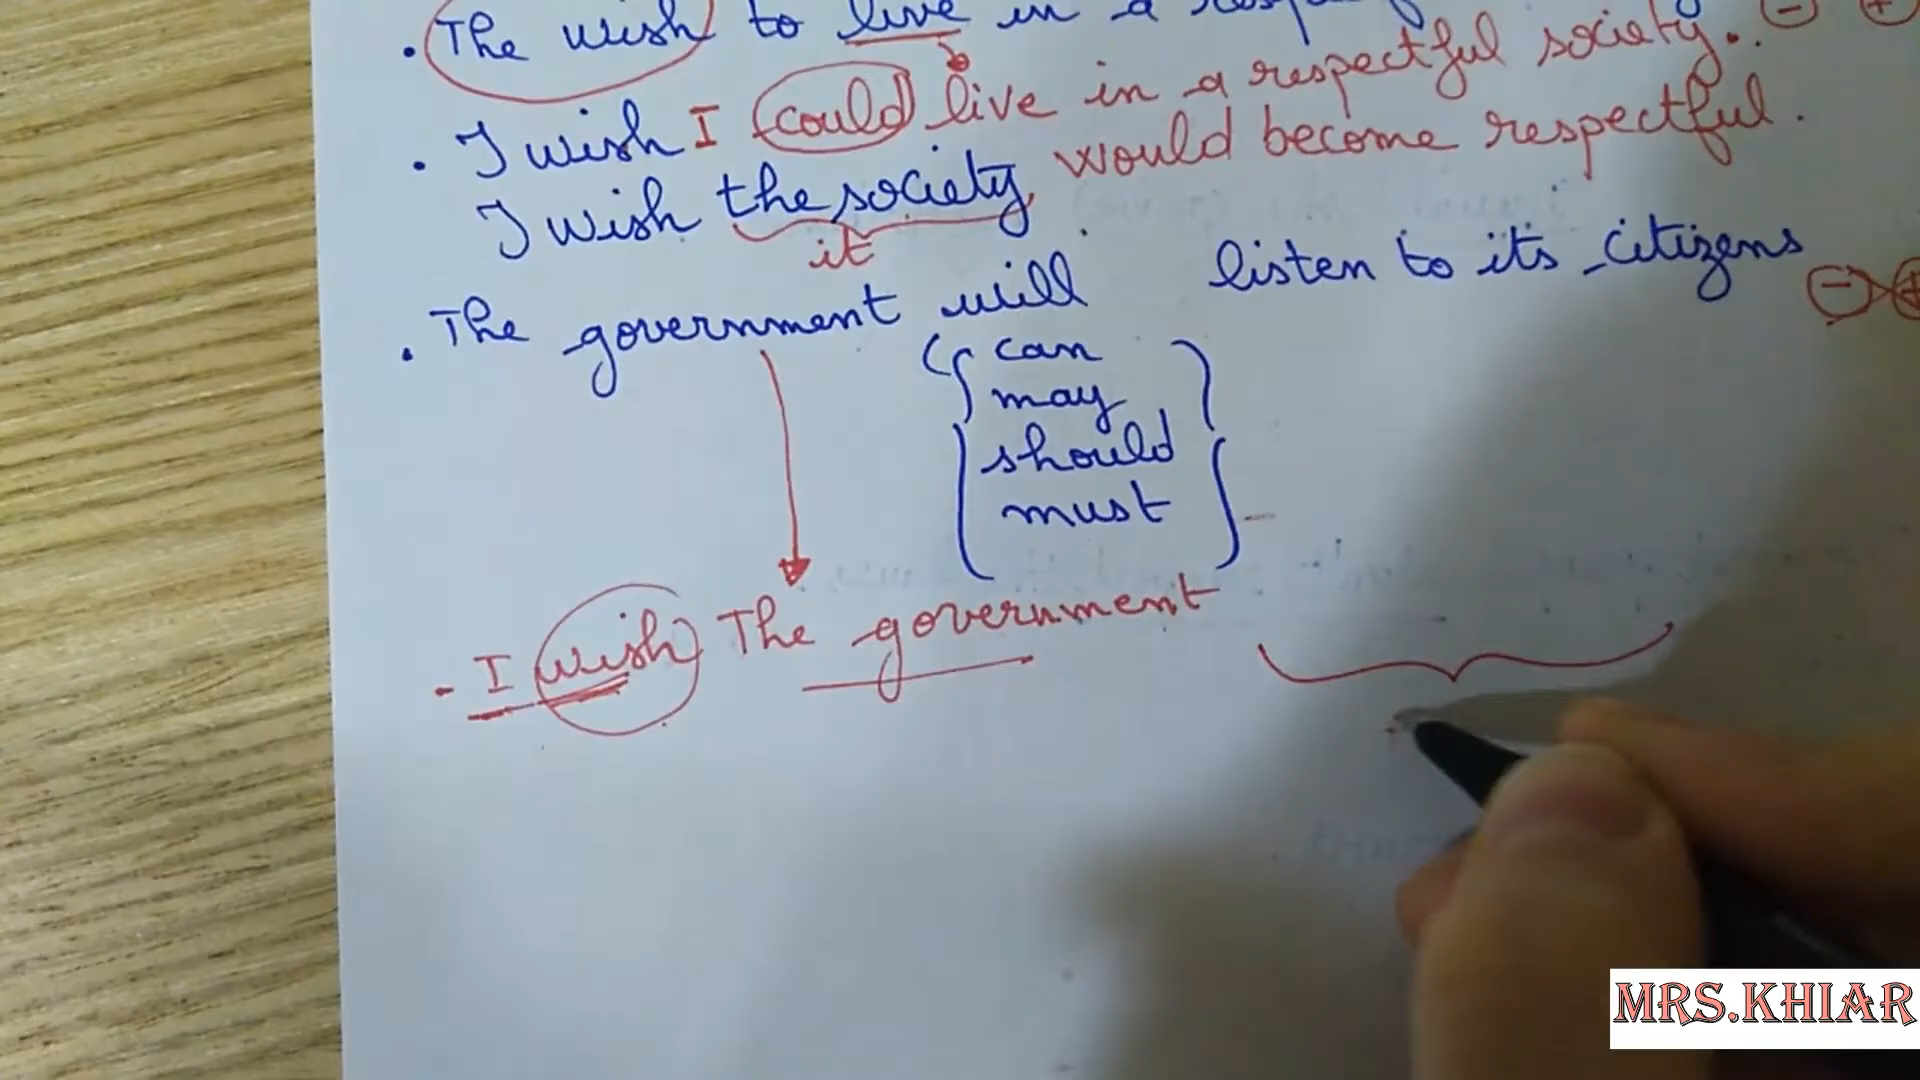 . The wish to live in a
. I wish I could live in a respectful society.
I wish the society would become respectful.
it
. The government will listen to its citizens
can
may
should
must
- I wish The government
MRS.KHIAR